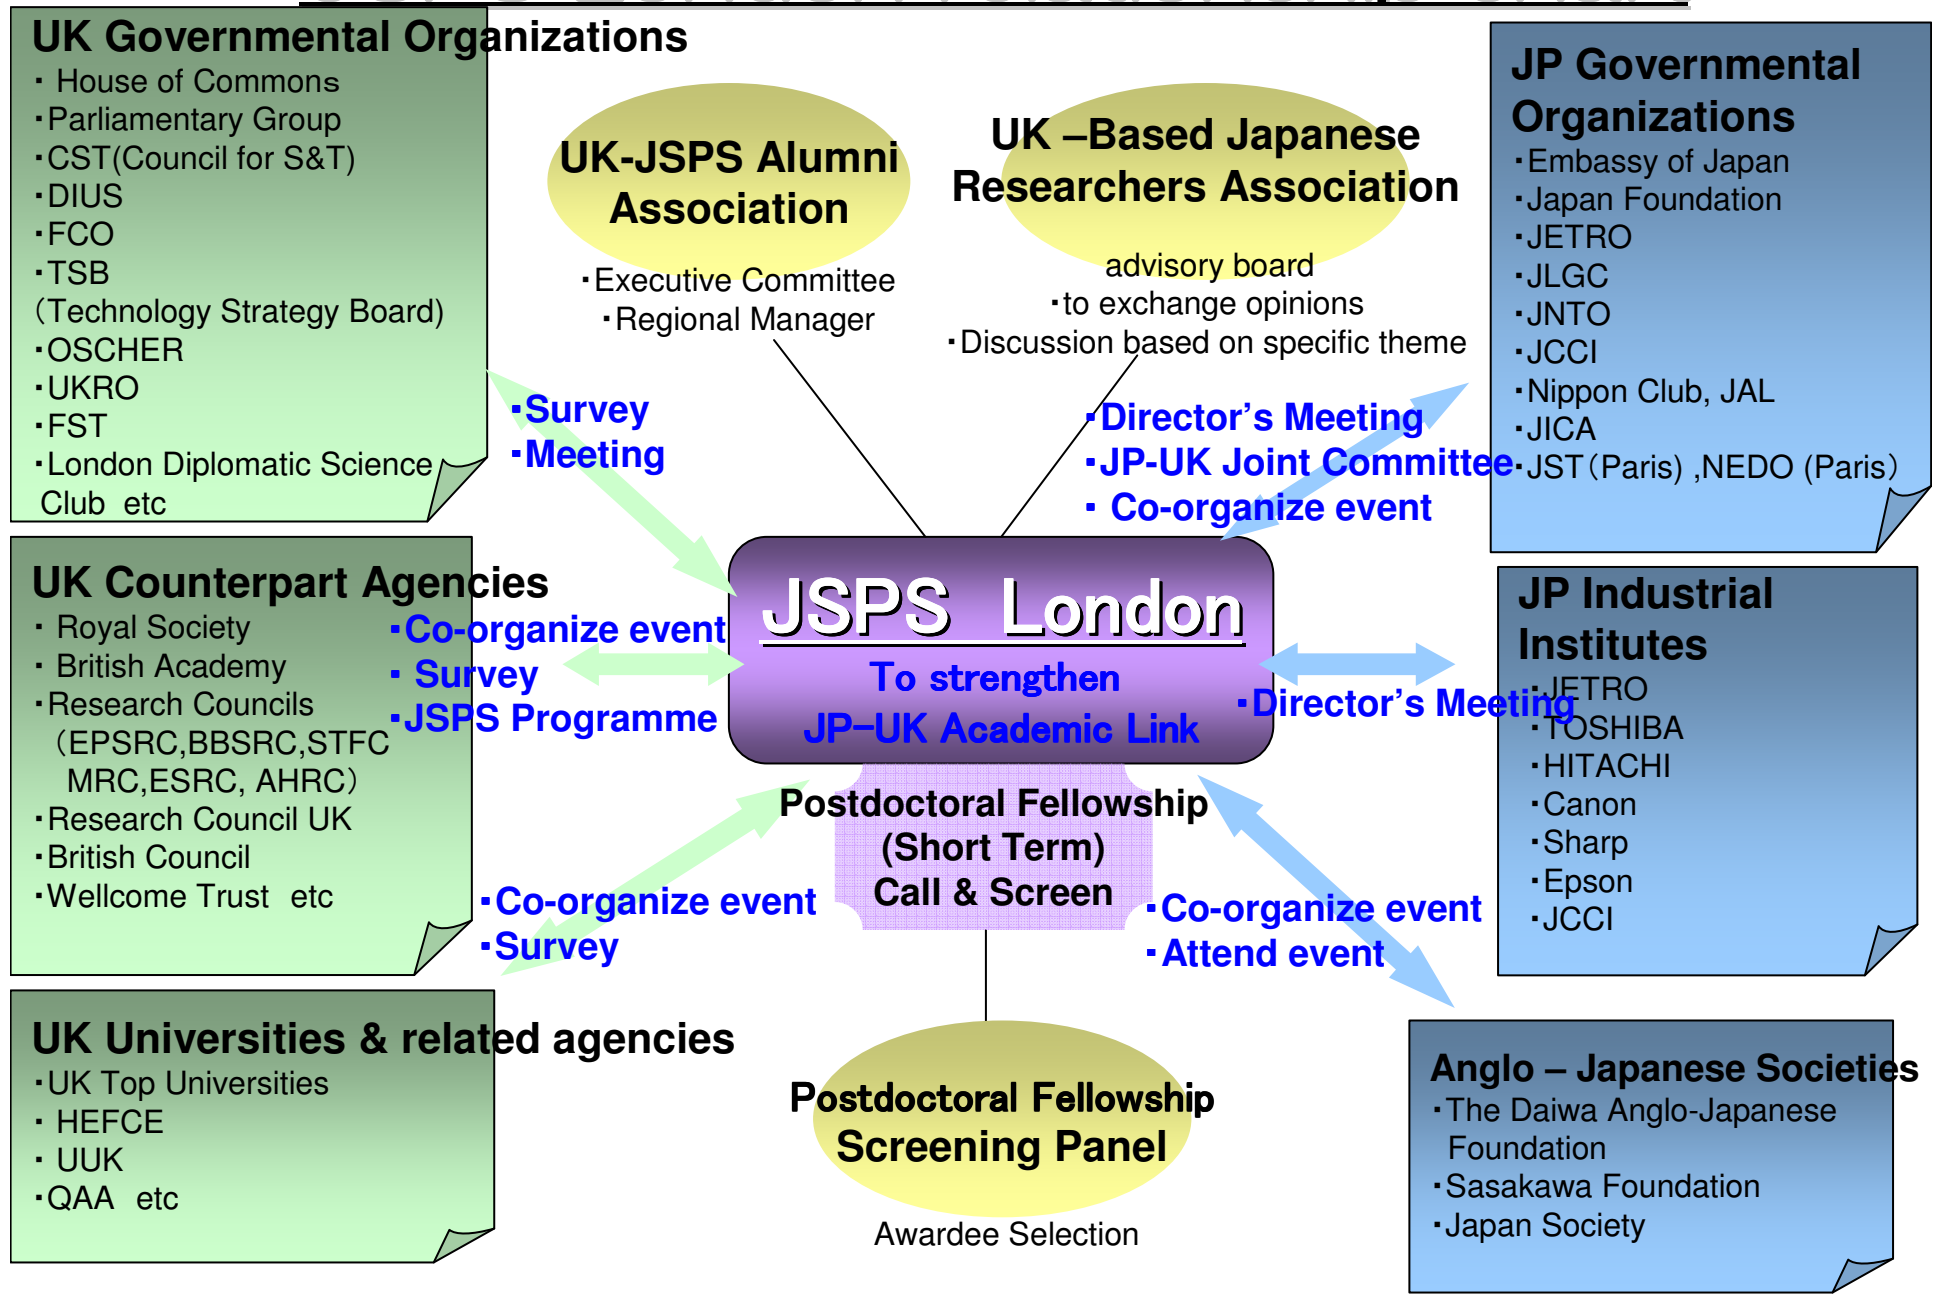 UK Governmental Organizations
・ House of Commons
・Parliamentary Group
・CST(Council for S&T)
・DIUS
・FCO
・TSB
（Technology Strategy Board)
・OSCHER
・UKRO
・FST
・London Diplomatic Science
Club etc
UK-JSPS Alumni
Association
・Executive Committee
・Regional Manager
UK –Based Japanese
Researchers Association
advisory board
・to exchange opinions
・Discussion based on specific theme
JP Governmental
Organizations
・Embassy of Japan
・Japan Foundation
・JETRO
・JLGC
・JNTO
・JCCI
・Nippon Club, JAL
・JICA
・JST（Paris) ,NEDO (Paris）
・Survey
・Meeting
・Director’s Meeting
・JP-UK Joint Committee
・ Co-organize event
UK Counterpart Agencies
・ Royal Society
・ British Academy
・Research Councils
（EPSRC,BBSRC,STFC
MRC,ESRC, AHRC）
・Research Council UK
・British Council
・Wellcome Trust etc
・Co-organize event
・ Survey
・JSPS Programme
JSPS London
To strengthen
JP-UK Academic Link
・Director’s Meeting
JP Industrial
Institutes
・JETRO
・TOSHIBA
・HITACHI
・Canon
・Sharp
・Epson
・JCCI
Postdoctoral Fellowship
(Short Term)
Call & Screen
・Co-organize event
・Survey
・Co-organize event
・Attend event
UK Universities & related agencies
・UK Top Universities
・ HEFCE
・ UUK
・QAA etc
Postdoctoral Fellowship
Screening Panel
Awardee Selection
Anglo – Japanese Societies
・The Daiwa Anglo-Japanese
Foundation
・Sasakawa Foundation
・Japan Society